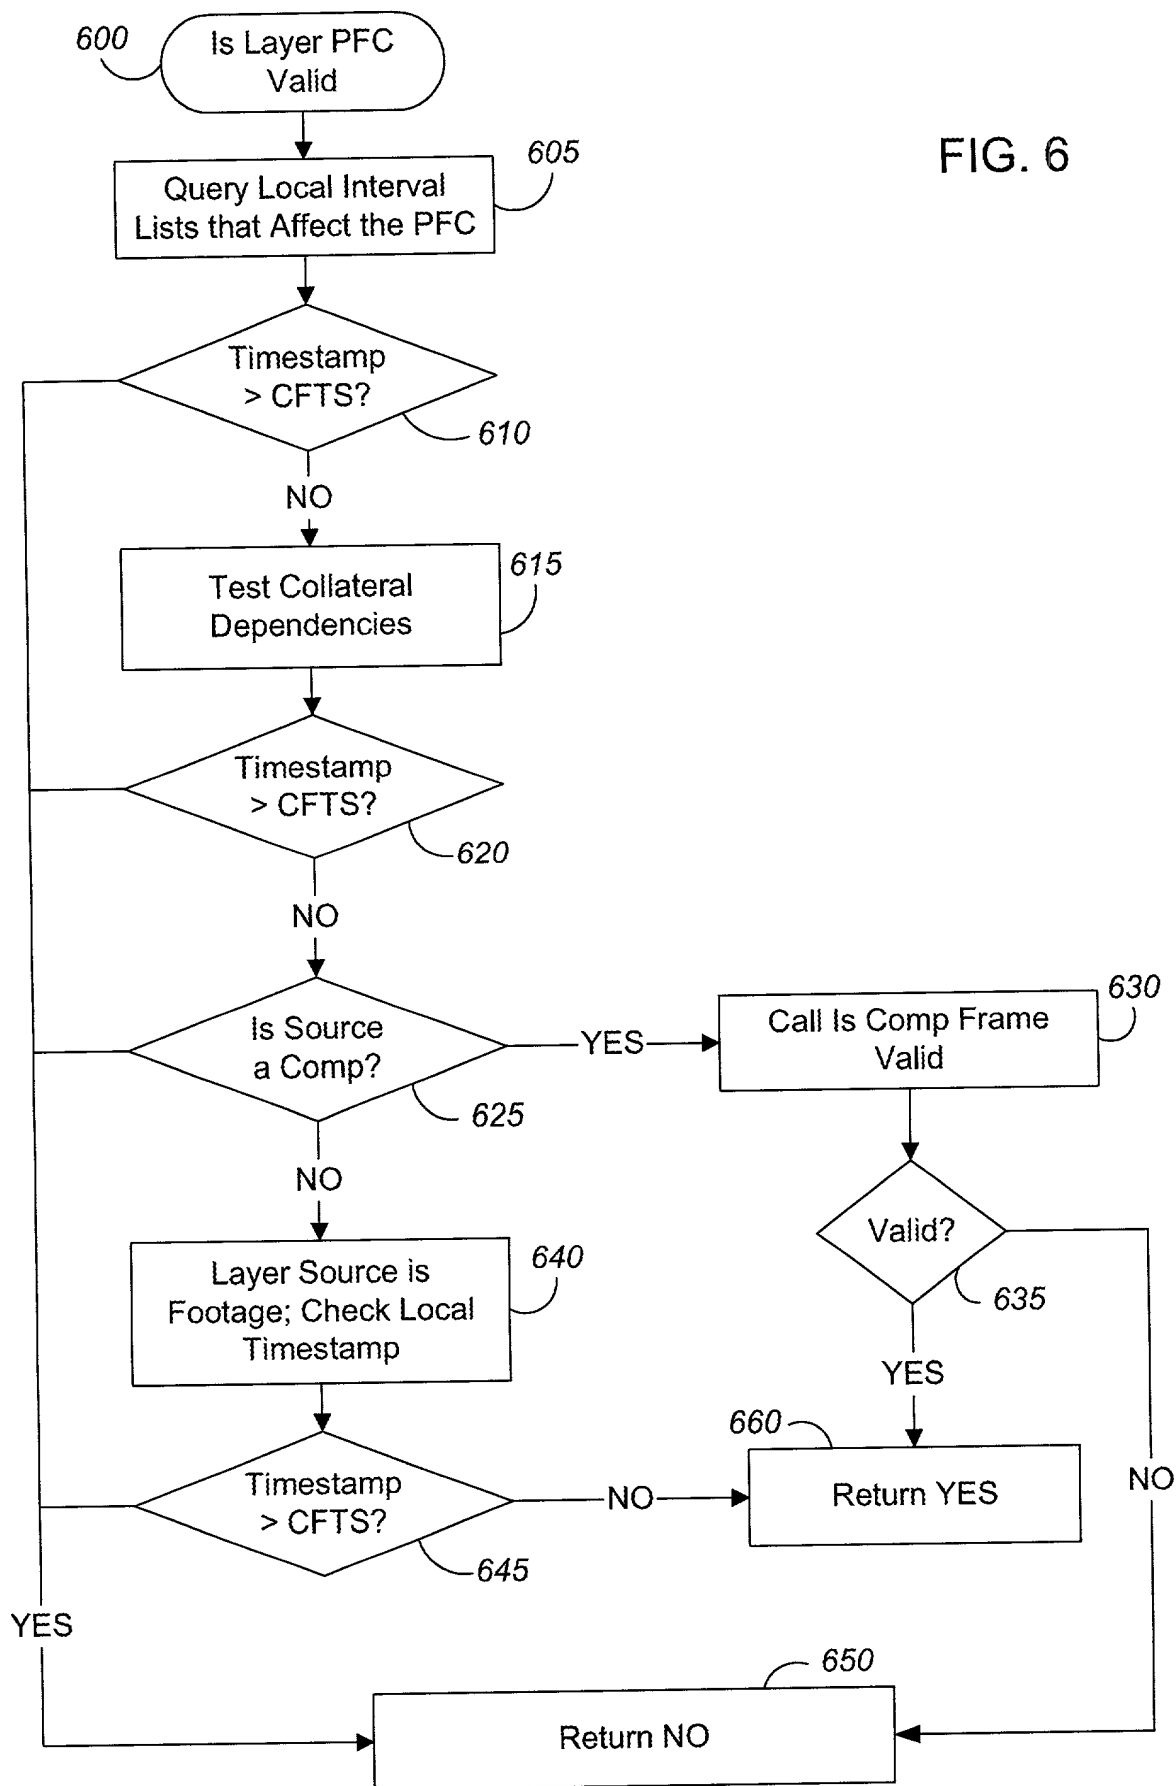 600
Is Layer PFC
Valid
FIG. 6
605
Query Local Interval
Lists that Affect the PFC
Timestamp
> CFTS?
610
NO
615
Test Collateral
Dependencies
Timestamp
> CFTS?
620
NO
Is Source
a Comp?
625
YES
630
Call Is Comp Frame
Valid
NO
Valid?
635
640
Layer Source is
Footage; Check Local
Timestamp
YES
660
Timestamp
> CFTS?
645
NO
Return YES
NO
YES
650
Return NO